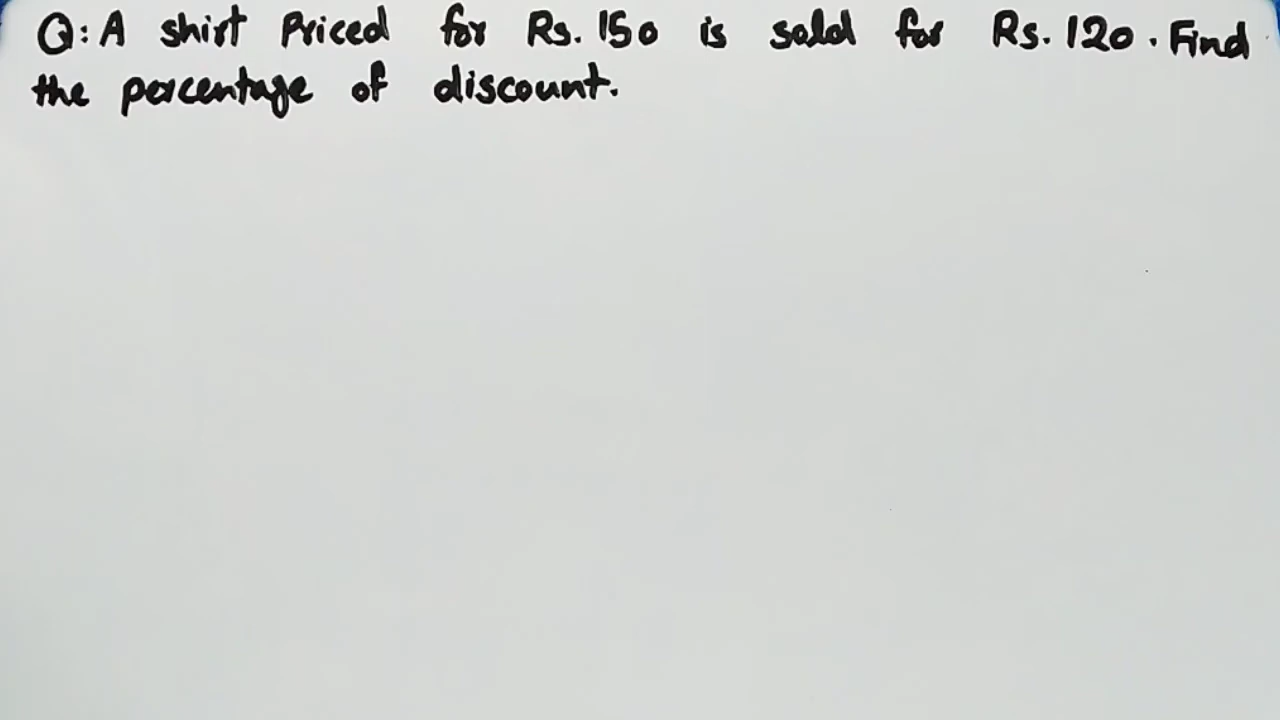 Q: A shirt Priced for Rs. 150 is sold for Rs. 120. Find
the percentage of discount.